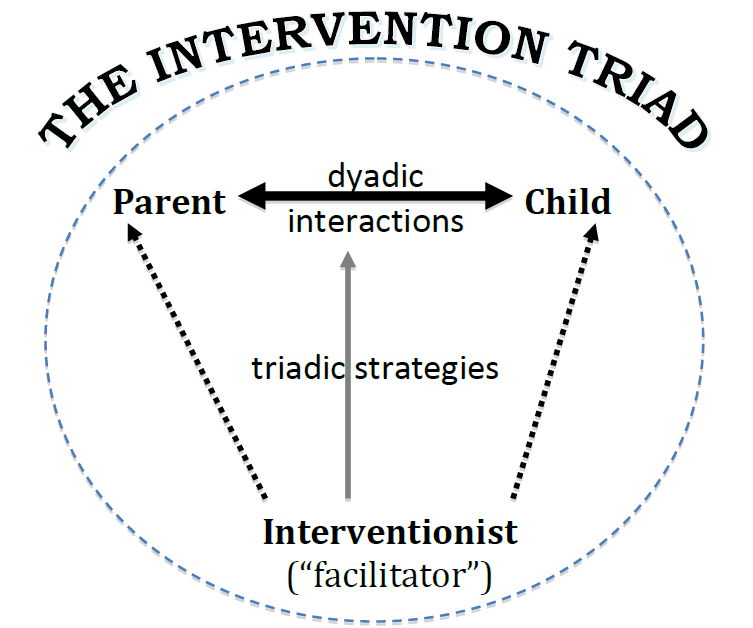 THE INTERVENTION TRIAD
dyadic
Parent
Child
interactions
triadic strategies
Interventionist
(“facilitator”)